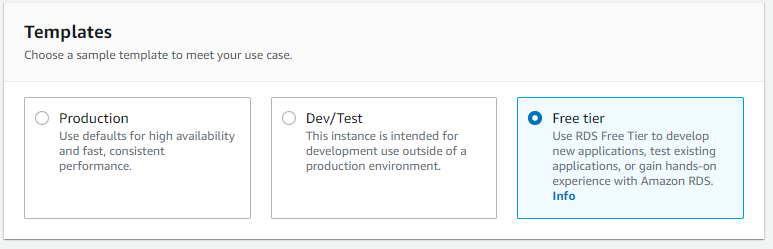 Templates
Choose a sample template to meet your use case.
Production
Use defaults for high availability
and fast, consistent
performance.
Dev/Test
This instance is intended for
development use outside of a
production environment.
Free tier
Use RDS Free Tier to develop
new applications, test existing
applications, or gain hands-on
experience with Amazon RDS.
Info